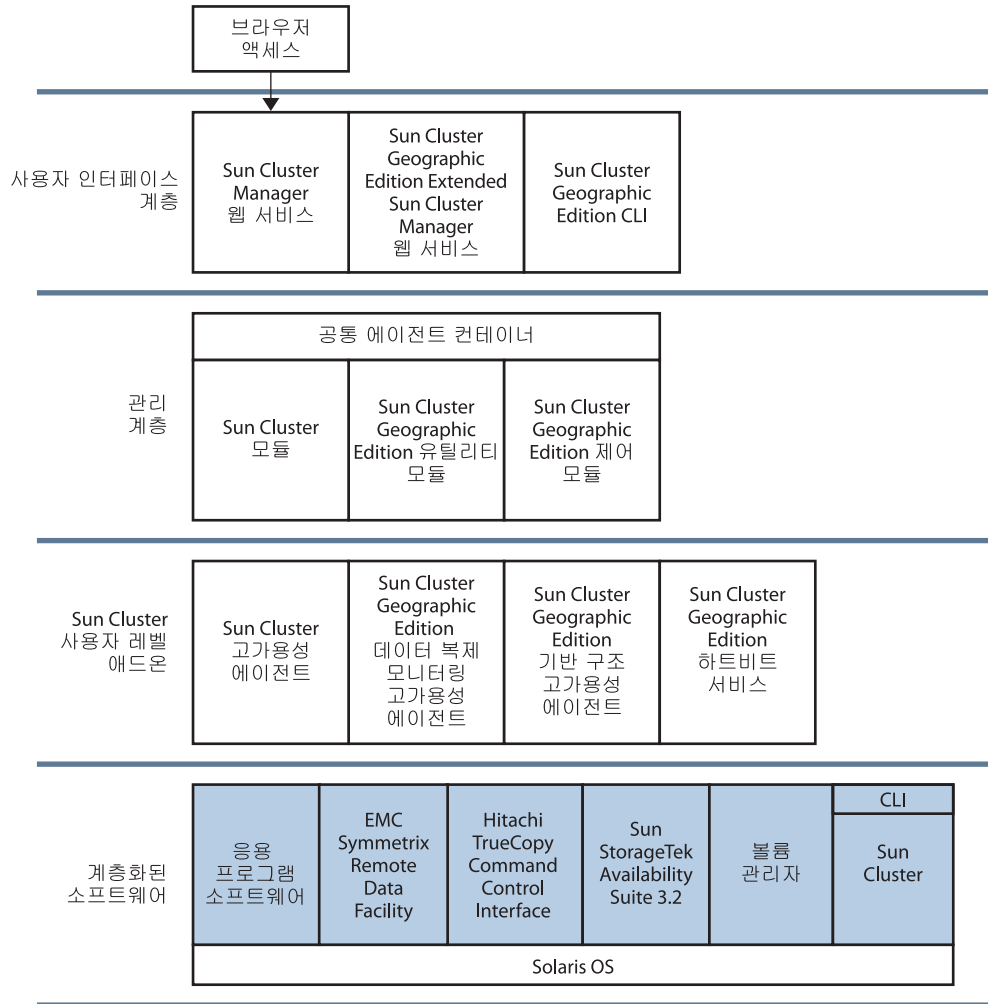 브라우저
액세스
사용자 인터페이스
계층
Sun Cluster
Manager
웹 서비스
Sun Cluster
Geographic
Edition Extended
Sun Cluster
Manager
웹 서비스
Sun Cluster
Geographic
Edition CLI
관리
계층
공통 에이전트 컨테이너
Sun Cluster
모듈
Sun Cluster
Geographic
Edition 유틸리티
모듈
Sun Cluster
Geographic
Edition 제어
모듈
Sun Cluster
사용자 레벨
애드온
Sun Cluster
고가용성
에이전트
Sun Cluster
Geographic
Edition
데이터 복제
모니터링
고가용성
에이전트
Sun Cluster
Geographic
Edition
기반 구조
고가용성
에이전트
Sun Cluster
Geographic
Edition
하트비트
서비스
계층화된
소프트웨어
응용
프로그램
소프트웨어
EMC
Symmetrix
Remote
Data
Facility
Hitachi
TrueCopy
Command
Control
Interface
Sun
StorageTek
Availability
Suite 3.2
볼륨
관리자
CLI
Sun
Cluster
Solaris OS